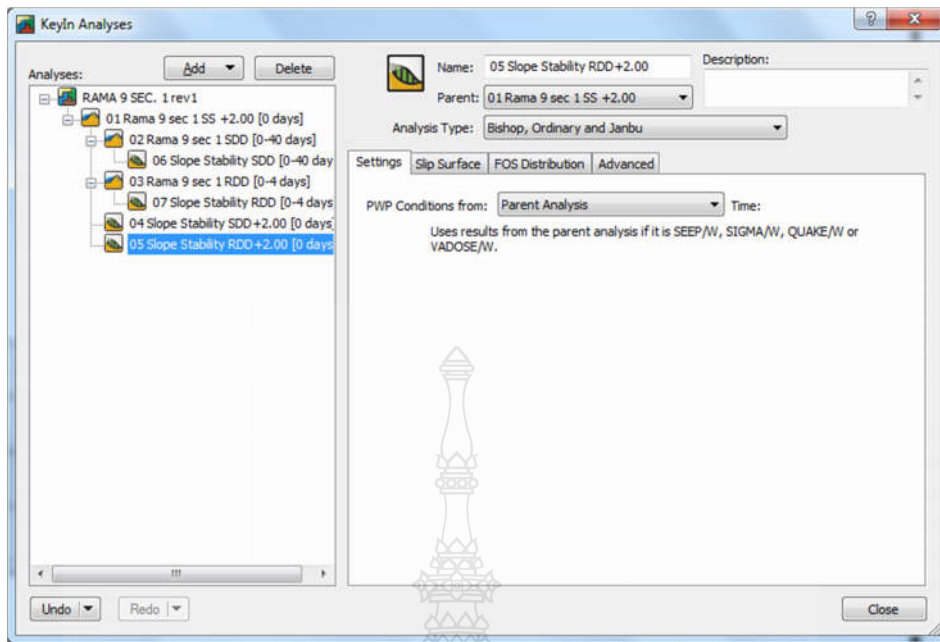 KeyIn Analyses
Analyses:
Add
Delete
RAMA 9 SEC. 1 rev1
01 Rama 9 sec 1 SS +2.00 [0 days]
02 Rama 9 sec 1 SDD [0-40 days]
06 Slope Stability SDD [0-40 day
03 Rama 9 sec 1 RDD [0-4 days]
07 Slope Stability RDD [0-4 days
04 Slope Stability SDD +2.00 [0 days]
05 Slope Stability RDD+2.00 [0 days
Undo
Redo
Name: 05 Slope Stability RDD+2.00
Description:
Parent: 01 Rama 9 sec 1 SS +2.00
Analysis Type: Bishop, Ordinary and Janbu
Settings
Slip Surface
FOS Distribution
Advanced
PWP Conditions from: Parent Analysis Time:
Uses results from the parent analysis if it is SEEP/W, SIGMA/W, QUAKE/W or
VADOSE/W.
Close